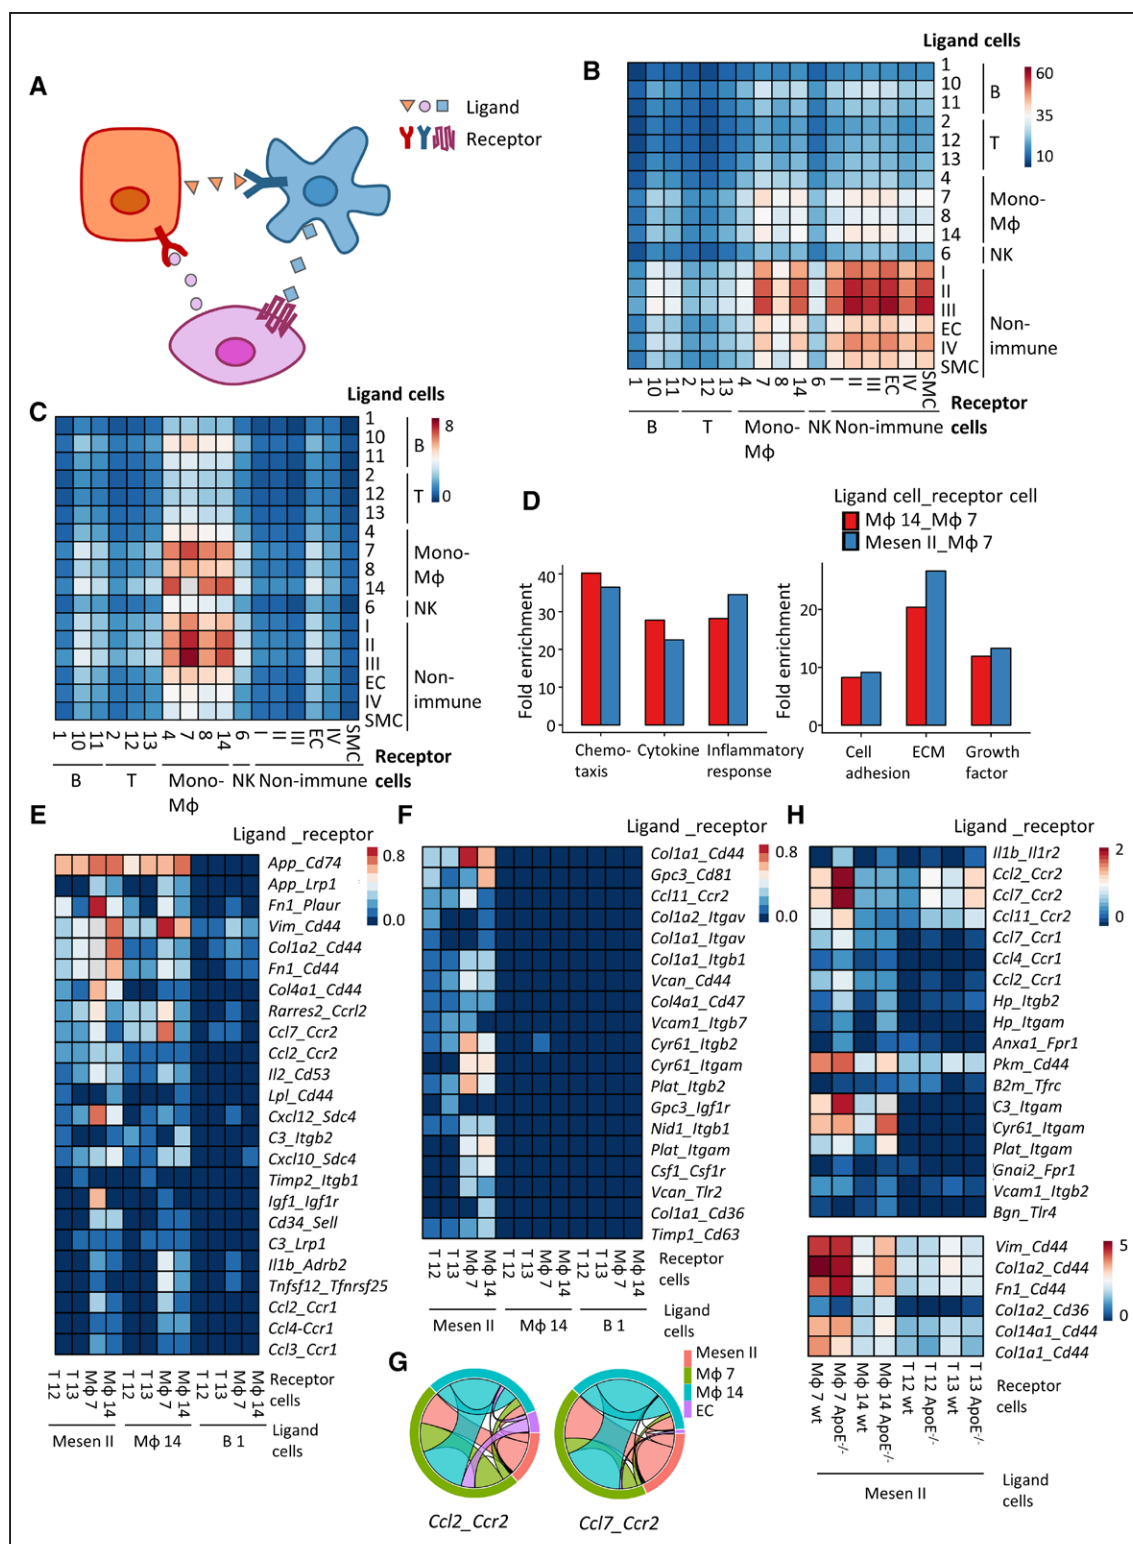 A
Ligand
Receptor
B
Ligand cells
1
10
11
2
12
13
4
7
8
14
6
I
II
III
EC
IV
SMC
B
T
Mono-
Mϕ
NK
Non-
immune
60
35
10
1 10 11 2 12 13 4 7 8 14 6 I II III EC IV SMC
B T Mono-Mϕ NK Non-immune
Receptor
cells
C
Ligand cells
1
10
11
2
12
13
4
7
8
14
6
I
II
III
EC
IV
SMC
B
T
Mono-
Mϕ
NK
Non-
immune
8
0
1 10 11 2 12 13 4 7 8 14 6 I II III EC IV SMC
B T Mono-Mϕ NK Non-immune
Receptor
cells
D
Ligand cell_receptor cell
Mϕ 14_Mϕ 7
Mesen II_Mϕ 7
Fold enrichment
40
30
20
10
0
Chemo-
taxis
Cytokine
Inflammatory
response
Fold enrichment
20
10
0
Cell
adhesion
ECM
Growth
factor
E
Ligand _receptor
App_Cd74
App_Lrp1
Fn1_Plaur
Vim_Cd44
Col1a2_Cd44
Fn1_Cd44
Col4a1_Cd44
Rarres2_Ccrl2
Ccl7_Ccr2
Ccl2_Ccr2
Il2_Cd53
Lpl_Cd44
Cxcl12_Sdc4
C3_Itgb2
Cxcl10_Sdc4
Timp2_Itgb1
Igf1_Igf1r
Cd34_Sell
C3_Lrp1
Il1b_Adrb2
Tnfsf12_Tfnrsf25
Ccl2_Ccr1
Ccl4-Ccr1
Ccl3_Ccr1
0.8
0.0
T 12 T 13 Mϕ 7 Mϕ 14 T 12 T 13 Mϕ 7 Mϕ 14 T 12 T 13 Mϕ 7 Mϕ 14
Receptor
cells
Mesen II Mϕ 14 B 1
Ligand
cells
F
Ligand _receptor
Col1a1_Cd44
Gpc3_Cd81
Ccl11_Ccr2
Col1a2_Itgav
Col1a1_Itgav
Col1a1_Itgb1
Vcan_Cd44
Col4a1_Cd47
Vcam1_Itgb7
Cyr61_Itgb2
Cyr61_Itgam
Plat_Itgb2
Gpc3_Igf1r
Nid1_Itgb1
Plat_Itgam
Csf1_Csf1r
Vcan_Tlr2
Col1a1_Cd36
Timp1_Cd63
0.8
0.0
T 12 T 13 Mϕ 7 Mϕ 14 T 12 T 13 Mϕ 7 Mϕ 14 T 12 T 13 Mϕ 7 Mϕ 14
Receptor
cells
Mesen II Mϕ 14 B 1
Ligand
cells
G
Mesen II
Mϕ 7
Mϕ 14
EC
Ccl2_Ccr2
Ccl7_Ccr2
H
Ligand _receptor
Il1b_Il1r2
Ccl2_Ccr2
Ccl7_Ccr2
Ccl11_Ccr2
Ccl7_Ccr1
Ccl4_Ccr1
Ccl2_Ccr1
Hp_Itgb2
Hp_Itgam
Anxa1_Fpr1
Pkm_Cd44
B2m_Tfrc
C3_Itgam
Cyr61_Itgam
Plat_Itgam
Gnai2_Fpr1
Vcam1_Itgb2
Bgn_Tlr4
2
1
0
Vim_Cd44
Col1a2_Cd44
Fn1_Cd44
Col1a2_Cd36
Col14a1_Cd44
Col1a1_Cd44
5
0
Mϕ 7 wt
Mϕ 7 ApoE-/-
Mϕ 14 wt
Mϕ 14 ApoE-/-
T 12 wt
T 12 ApoE-/-
T 13 wt
T 13 ApoE-/-
Receptor
cells
Mesen II
Ligand
cells